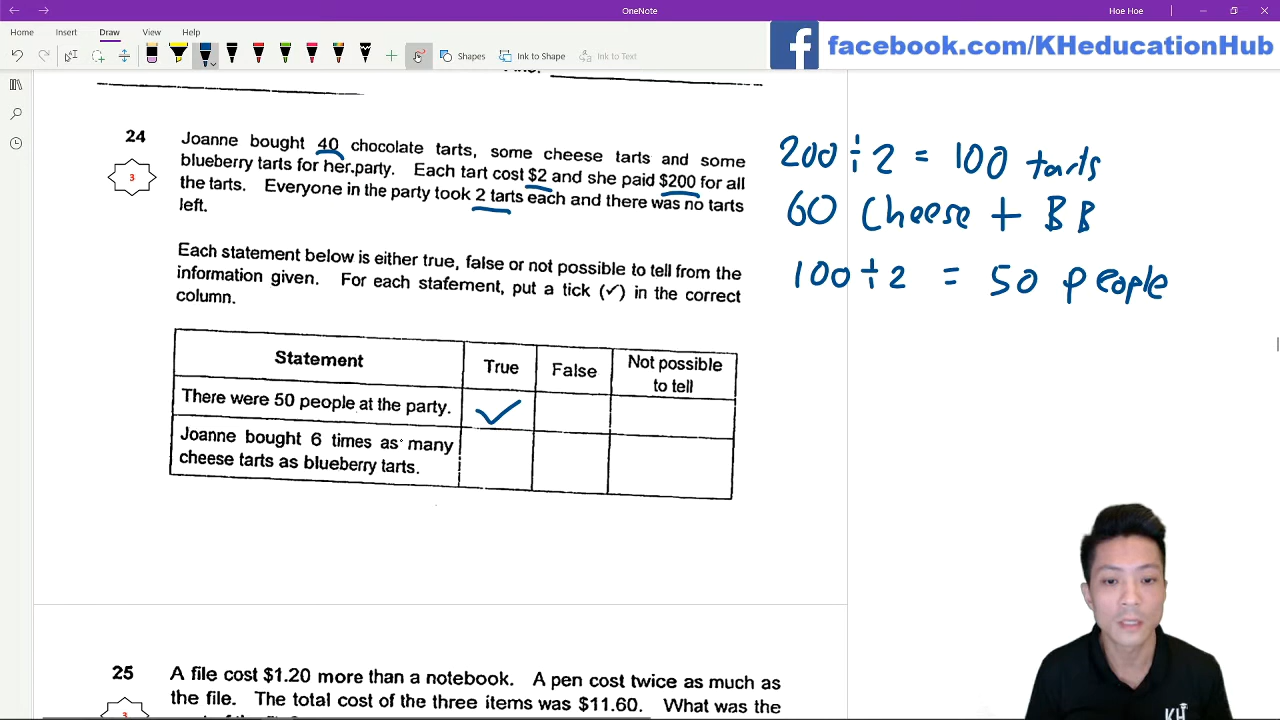 OneNote
Hoe Hoe
Home Insert Draw View Help
facebook.com/KHeducationHub
Shapes Ink to Shape Ink to Text
24 Joanne bought 40 chocolate tarts, some cheese tarts and some
3 blueberry tarts for her.party. Each tart cost $2 and she paid $200 for all
the tarts. Everyone in the party took 2 tarts each and there was no tarts
left.
200 ÷ 2 = 100 tarts
60 Cheese + BB
100 ÷ 2 = 50 people
Each statement below is either true, false or not possible to tell from the
information given. For each statement, put a tick (✓) in the correct
column.
Statement True False Not possible to tell
There were 50 people at the party. ✓
Joanne bought 6 times as many
cheese tarts as blueberry tarts.
25 A file cost $1.20 more than a notebook. A pen cost twice as much as
3 the file. The total cost of the three items was $11.60. What was the
KH